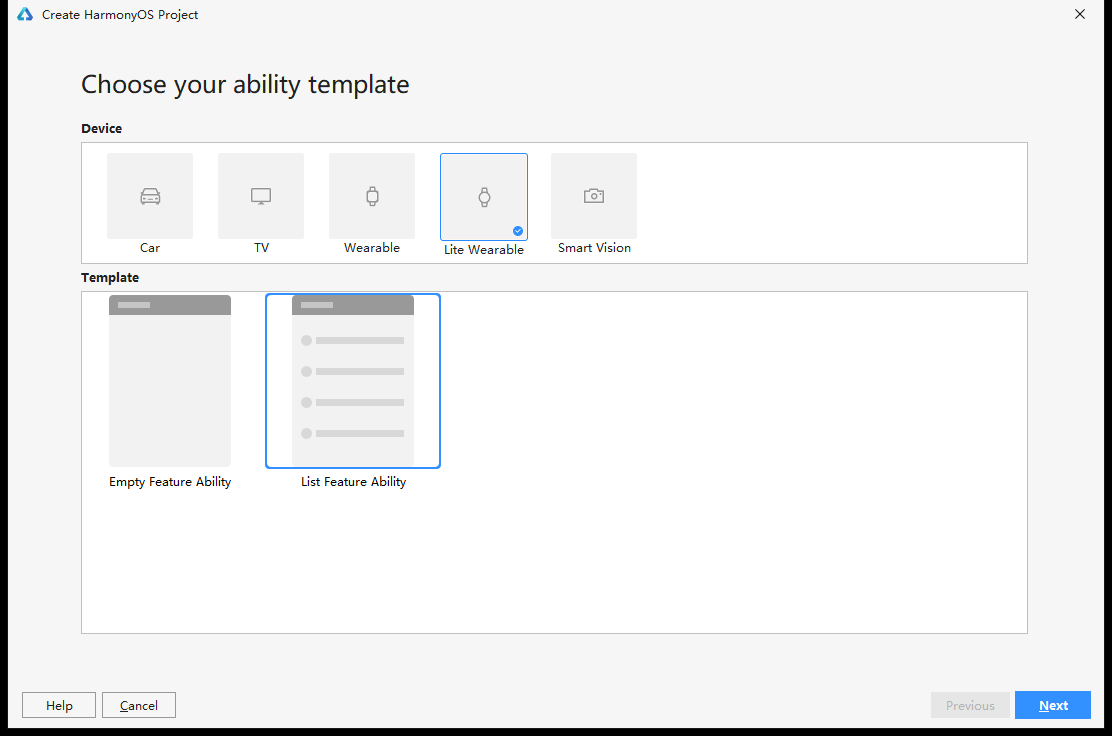 Create HarmonyOS Project
Choose your ability template
Device
Car TV Wearable Lite Wearable Smart Vision
Template
Empty Feature Ability List Feature Ability
Help Cancel Previous Next